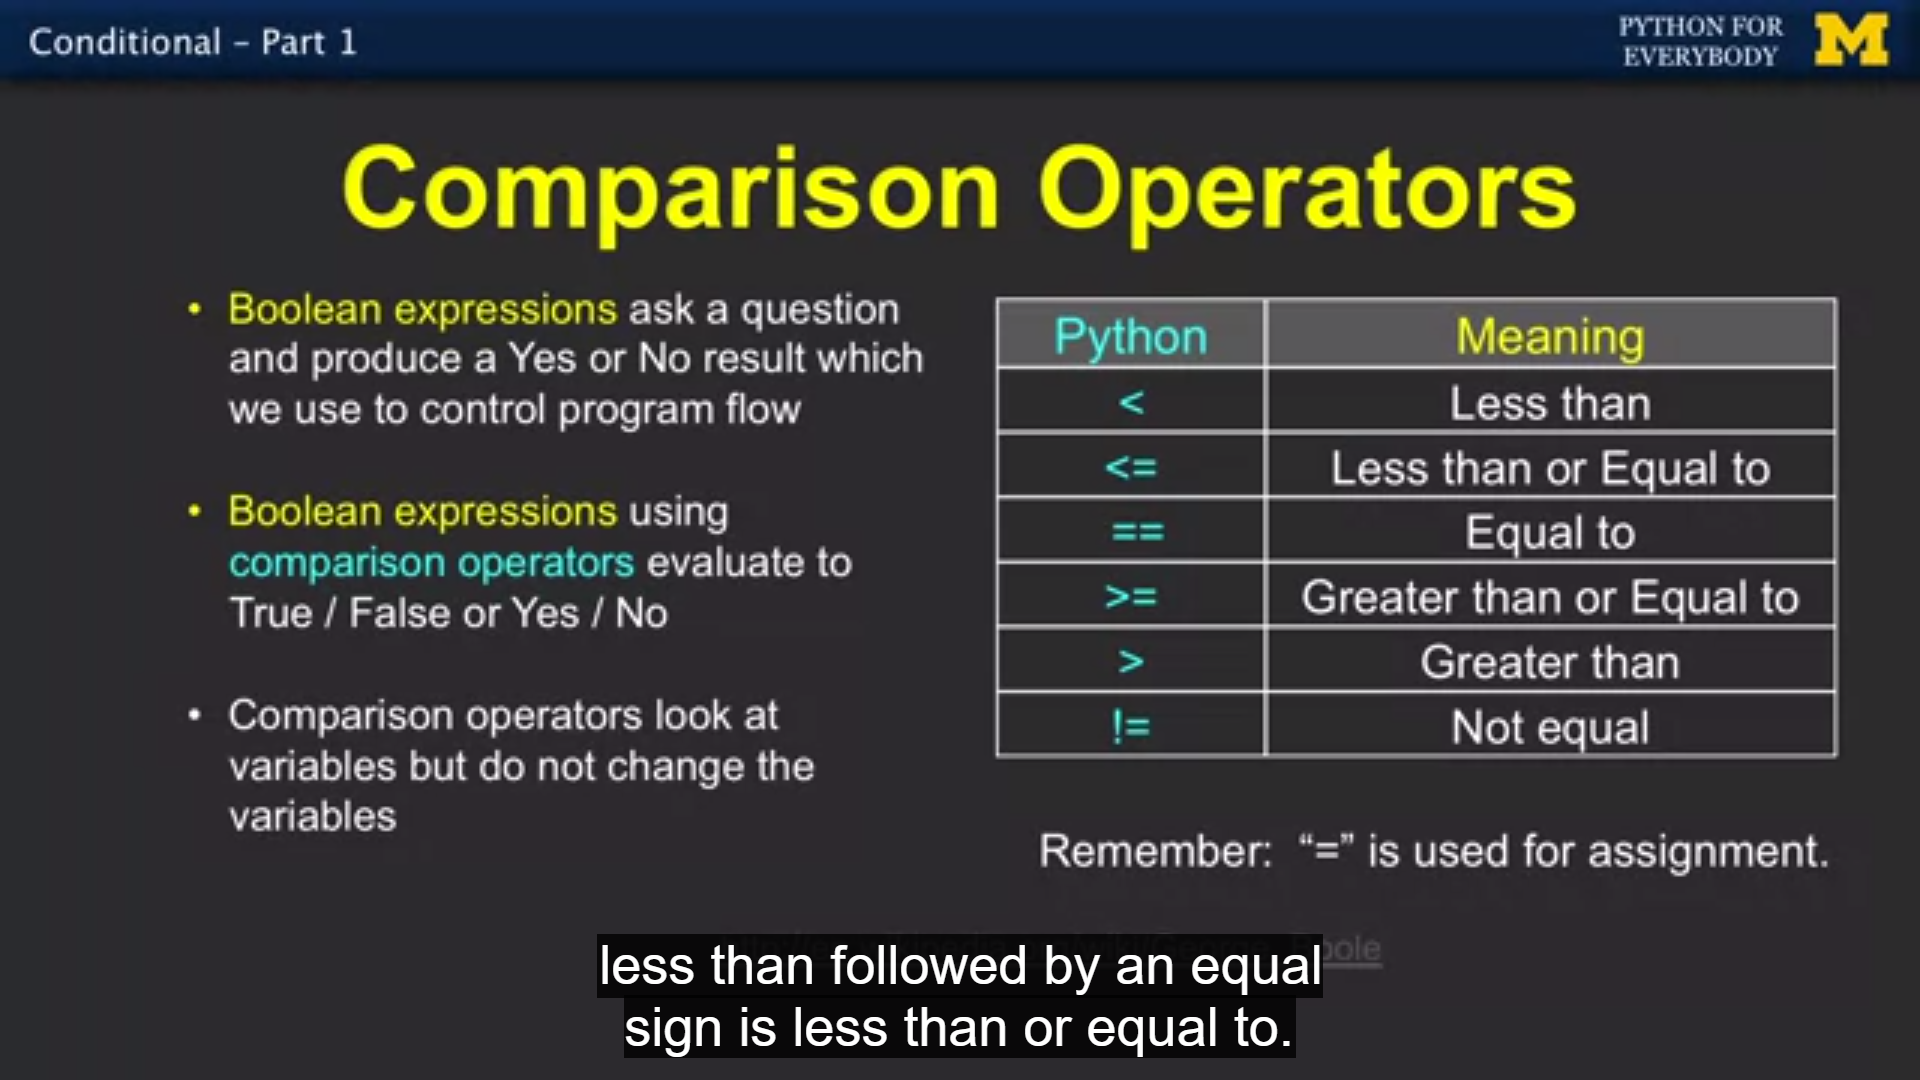 Conditional – Part 1
PYTHON FOR
EVERYBODY
M
Comparison Operators
• Boolean expressions ask a question
and produce a Yes or No result which
we use to control program flow
• Boolean expressions using
comparison operators evaluate to
True / False or Yes / No
• Comparison operators look at
variables but do not change the
variables
Python Meaning
< Less than
<= Less than or Equal to
== Equal to
>= Greater than or Equal to
> Greater than
!= Not equal
Remember: “=” is used for assignment.
less than followed by an equal
sign is less than or equal to.